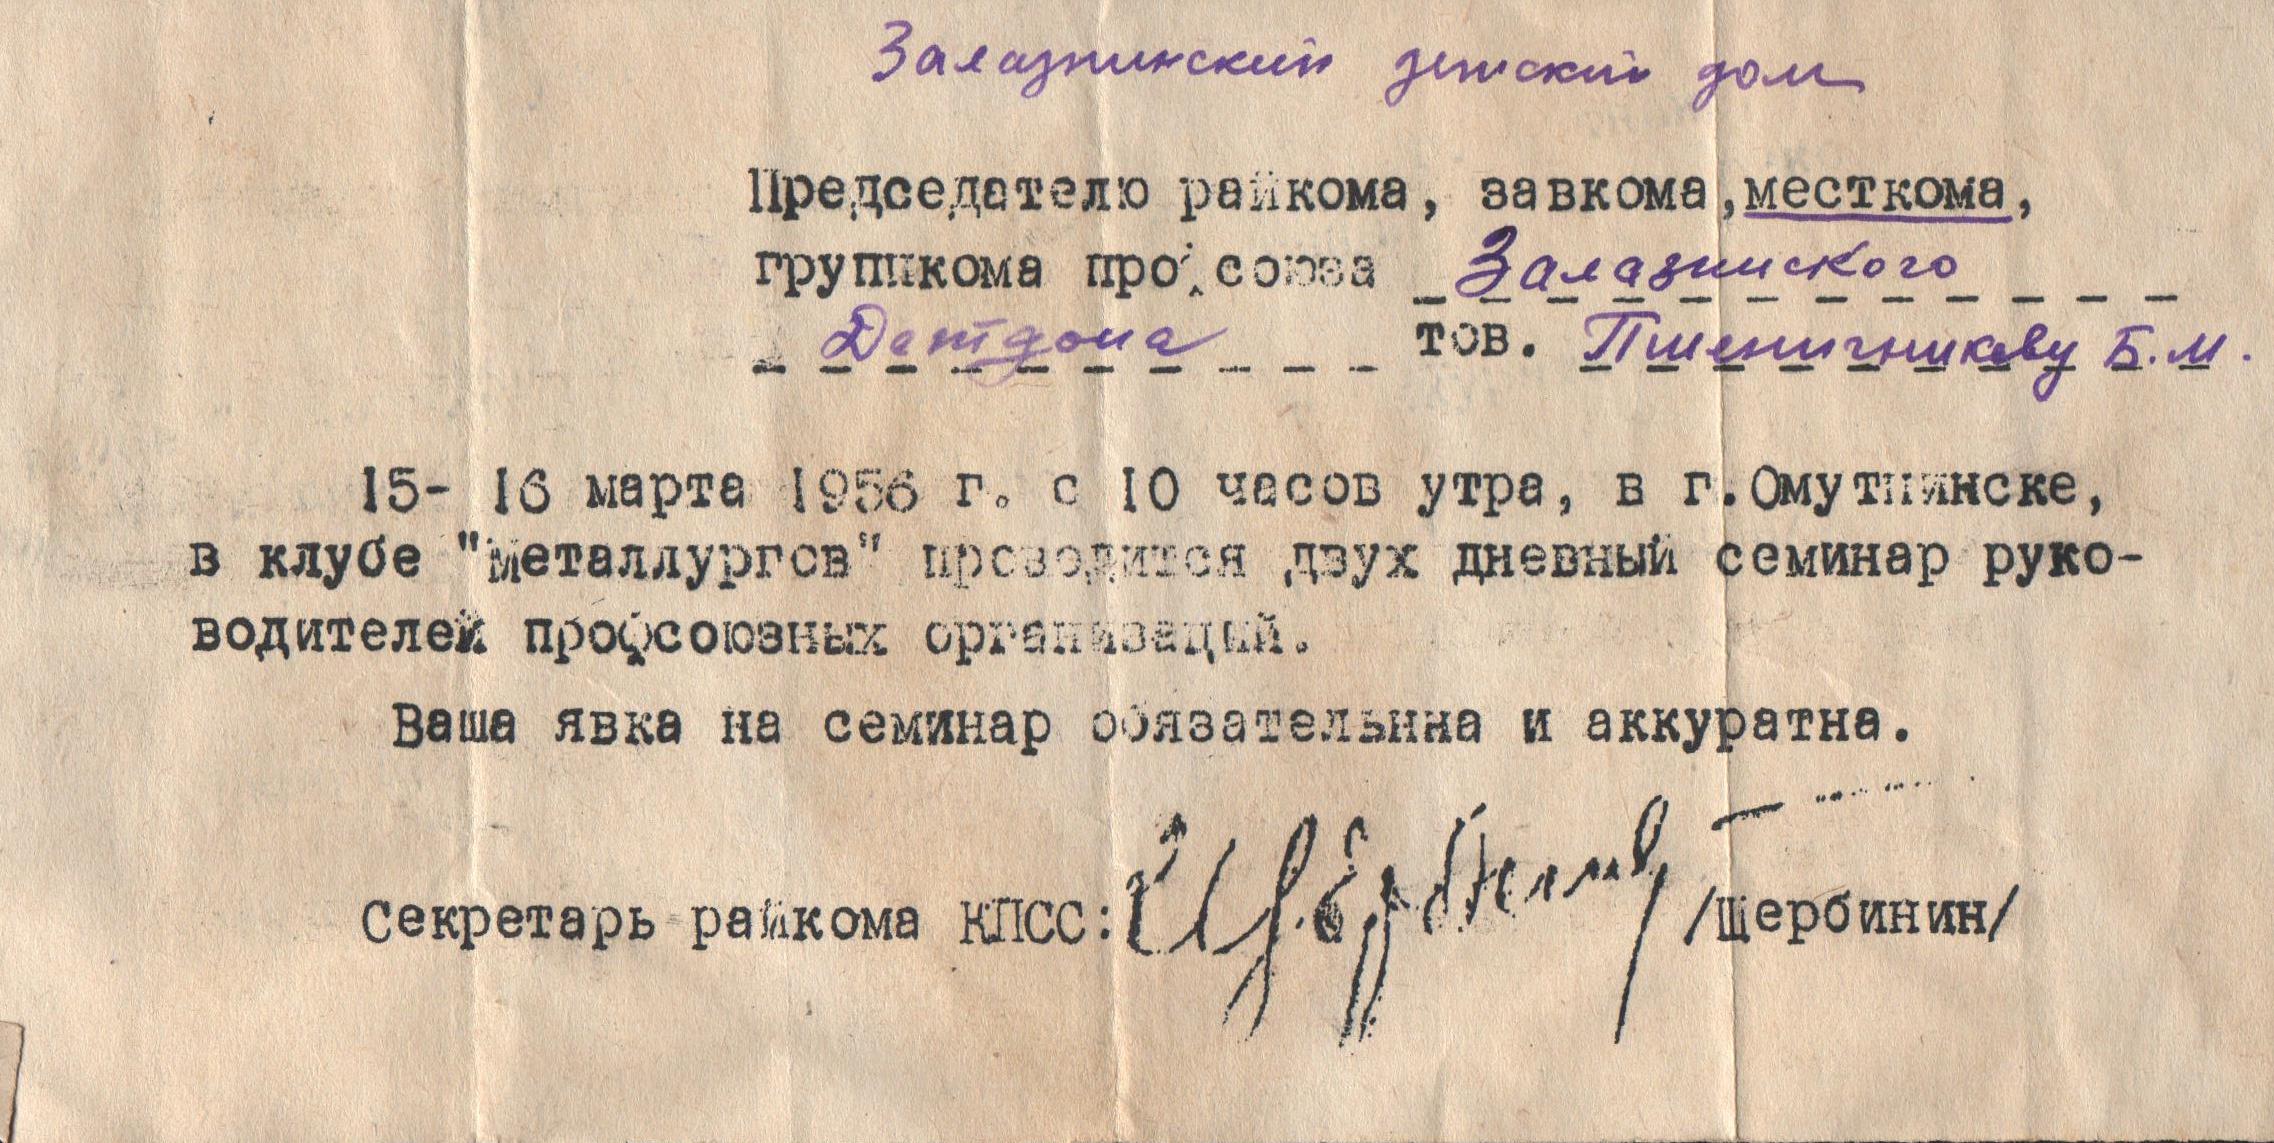 Залазнинский детский дом
Председателю райкома, завкома,месткома,
группкома профсоюза Залазнинского
Детдома тов. Пшеничникову Б.М.
15- 16 марта 1956 г. с 10 часов утра, в г.Омутнинске,
в клубе "Металлургов" проводится двух дневный семинар руко-
водителей профсоюзных организаций.
Ваша явка на семинар обязательнна и аккуратна.
Секретарь райкома КПСС: /Щербинин/